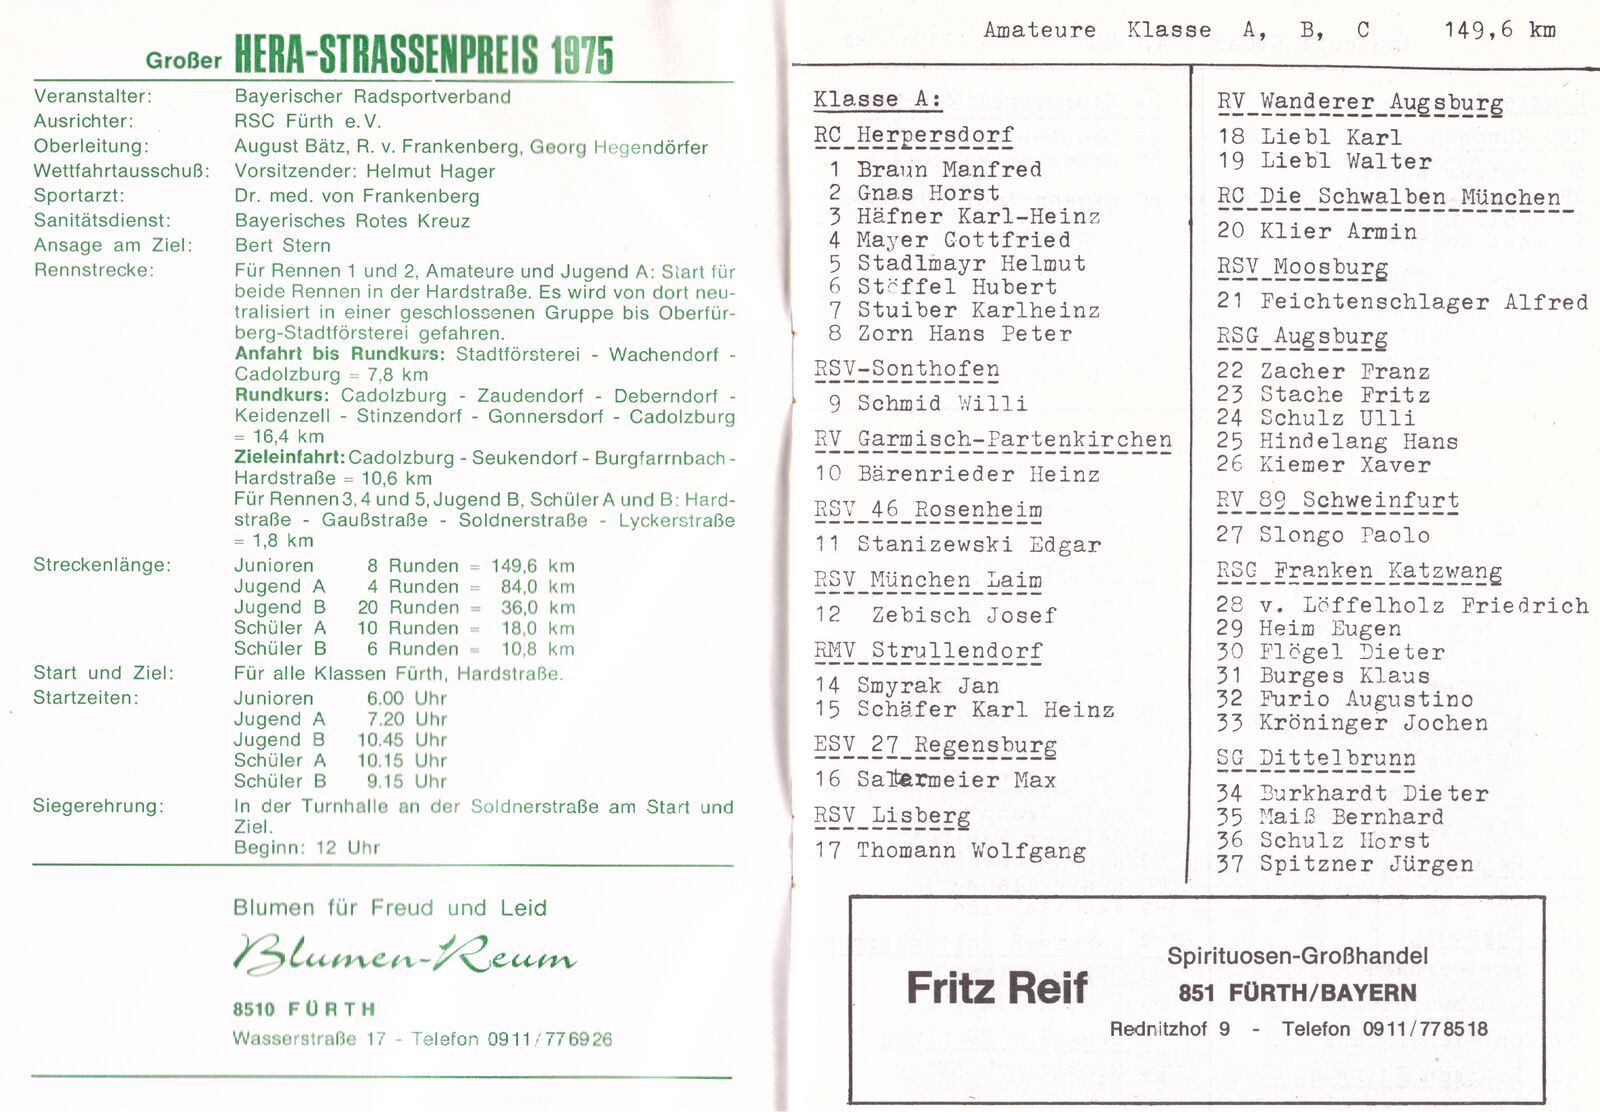 Großer HERA-STRASSENPREIS 1975
Veranstalter: Bayerischer Radsportverband
Ausrichter: RSC Fürth e.V.
Oberleitung: August Bätz, R. v. Frankenberg, Georg Hegendörfer
Wettfahrtausschuß: Vorsitzender: Helmut Hager
Sportarzt: Dr. med. von Frankenberg
Sanitätsdienst: Bayerisches Rotes Kreuz
Ansage am Ziel: Bert Stern
Rennstrecke: Für Rennen 1 und 2, Amateure und Jugend A: Start für
beide Rennen in der Hardstraße. Es wird von dort neu-
tralisiert in einer geschlossenen Gruppe bis Oberfür-
berg-Stadtförsterei gefahren.
Anfahrt bis Rundkurs: Stadtförsterei - Wachendorf -
Cadolzburg = 7,8 km
Rundkurs: Cadolzburg - Zaudendorf - Deberndorf -
Keidenzell - Stinzendorf - Gonnersdorf - Cadolzburg
= 16,4 km
Zieleinfahrt: Cadolzburg - Seukendorf - Burgfarrnbach -
Hardstraße = 10,6 km
Für Rennen 3, 4 und 5, Jugend B, Schüler A und B: Hard-
straße - Gaußstraße - Soldnerstraße - Lyckerstraße
= 1,8 km
Streckenlänge: Junioren 8 Runden = 149,6 km
Jugend A 4 Runden = 84,0 km
Jugend B 20 Runden = 36,0 km
Schüler A 10 Runden = 18,0 km
Schüler B 6 Runden = 10,8 km
Start und Ziel: Für alle Klassen Fürth, Hardstraße.
Startzeiten: Junioren 6.00 Uhr
Jugend A 7.20 Uhr
Jugend B 10.45 Uhr
Schüler A 10.15 Uhr
Schüler B 9.15 Uhr
Siegerehrung: In der Turnhalle an der Soldnerstraße am Start und
Ziel.
Beginn: 12 Uhr
Blumen für Freud und Leid
Blumen-Reum
8510 FÜRTH
Wasserstraße 17 - Telefon 0911/776926
Amateure Klasse A, B, C 149,6 km
Klasse A:
RC Herpersdorf
1 Braun Manfred
2 Gnas Horst
3 Häfner Karl-Heinz
4 Mayer Gottfried
5 Stadlmayr Helmut
6 Stöffel Hubert
7 Stuiber Karlheinz
8 Zorn Hans Peter
RSV-Sonthofen
9 Schmid Willi
RV Garmisch-Partenkirchen
10 Bärenrieder Heinz
RSV 46 Rosenheim
11 Stanizewski Edgar
RSV München Laim
12 Zebisch Josef
RMV Strullendorf
14 Smyrak Jan
15 Schäfer Karl Heinz
ESV 27 Regensburg
16 Saltermeier Max
RSV Lisberg
17 Thomann Wolfgang
RV Wanderer Augsburg
18 Liebl Karl
19 Liebl Walter
RC Die Schwalben München
20 Klier Armin
RSV Moosburg
21 Feichtenschlager Alfred
RSG Augsburg
22 Zacher Franz
23 Stache Fritz
24 Schulz Ulli
25 Hindelang Hans
26 Kiemer Xaver
RV 89 Schweinfurt
27 Slongo Paolo
RSG Franken Katzwang
28 v. Löffelholz Friedrich
29 Heim Eugen
30 Flögel Dieter
31 Burges Klaus
32 Furio Augustino
33 Kröninger Jochen
SG Dittelbrunn
34 Burkhardt Dieter
35 Maiß Bernhard
36 Schulz Horst
37 Spitzner Jürgen
Spirituosen-Großhandel
Fritz Reif 851 FÜRTH/BAYERN
Rednitzhof 9 - Telefon 0911/778518